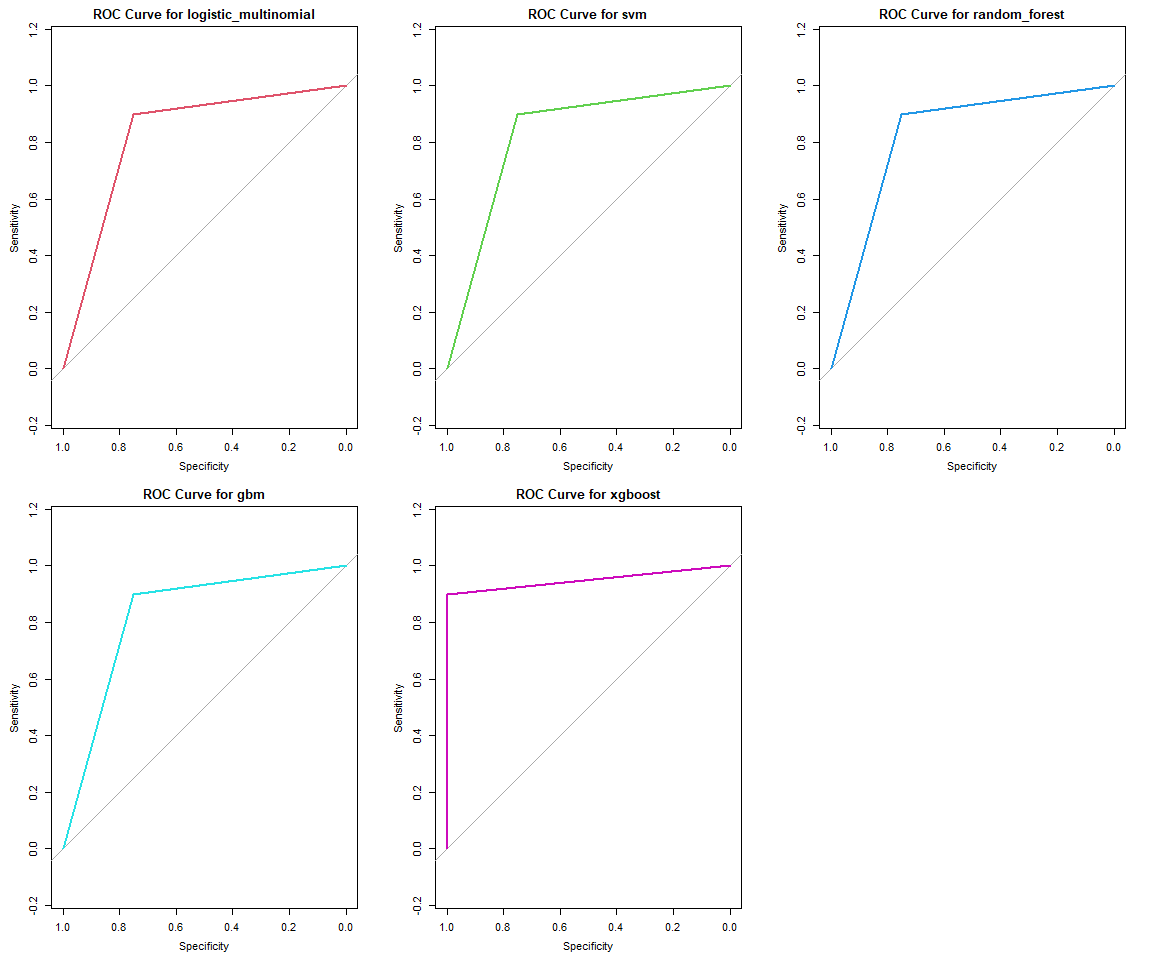 ROC Curve for logistic_multinomial
1.2
1.0
0.8
0.6
0.4
0.2
0.0
-0.2
Sensitivity
1.0 0.8 0.6 0.4 0.2 0.0
Specificity
ROC Curve for svm
1.2
1.0
0.8
0.6
0.4
0.2
0.0
-0.2
Sensitivity
1.0 0.8 0.6 0.4 0.2 0.0
Specificity
ROC Curve for random_forest
1.2
1.0
0.8
0.6
0.4
0.2
0.0
-0.2
Sensitivity
1.0 0.8 0.6 0.4 0.2 0.0
Specificity
ROC Curve for gbm
1.2
1.0
0.8
0.6
0.4
0.2
0.0
-0.2
Sensitivity
1.0 0.8 0.6 0.4 0.2 0.0
Specificity
ROC Curve for xgboost
1.2
1.0
0.8
0.6
0.4
0.2
0.0
-0.2
Sensitivity
1.0 0.8 0.6 0.4 0.2 0.0
Specificity